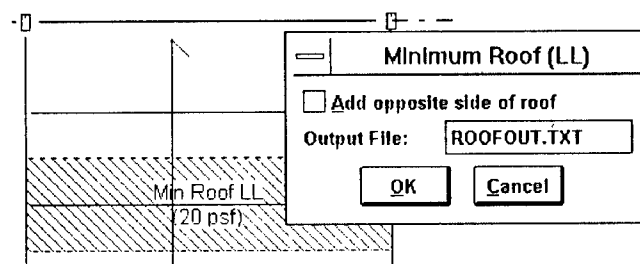 Minimum Roof (LL)
Add opposite side of roof
Output File: ROOFOUT.TXT
OK Cancel
Min Roof LL
(20 psf)